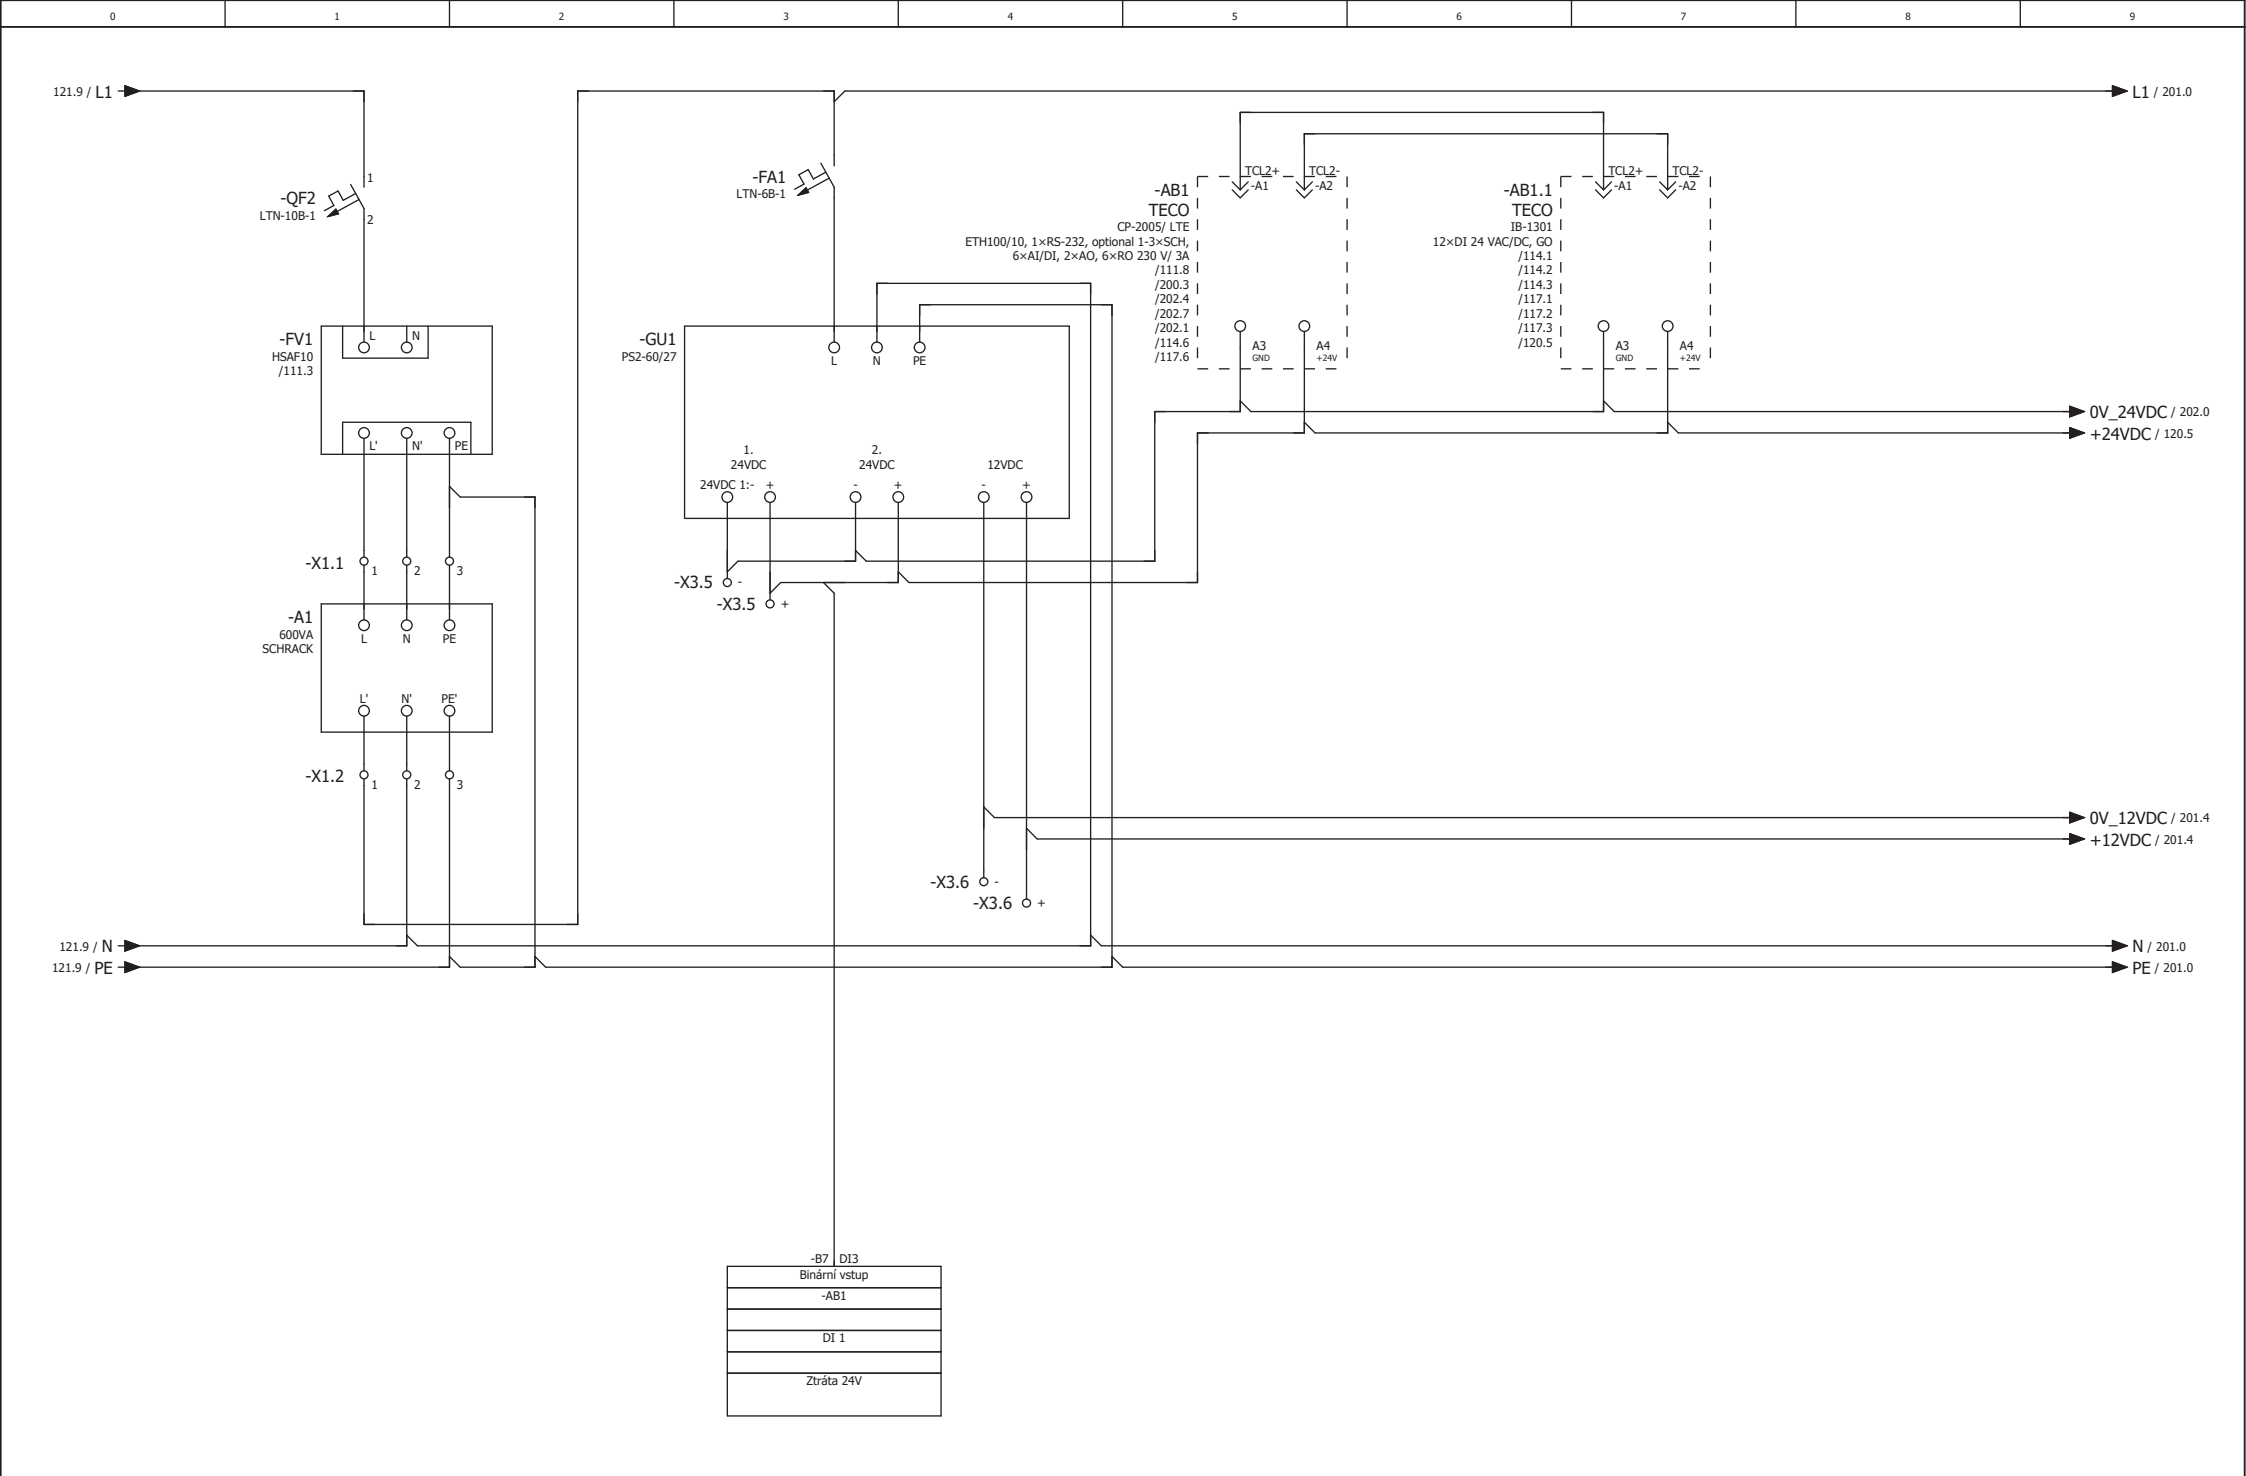 0 1 2 3 4 5 6 7 8 9
121.9 / L1
L1 / 201.0
-QF2
LTN-10B-1
1
2
-FA1
LTN-6B-1
TCL2+
-A1
TCL2-
-A2
-AB1
TECO
CP-2005/ LTE
ETH100/10, 1×RS-232, optional 1-3×SCH,
6×AI/DI, 2×AO, 6×RO 230 V/ 3A
/111.8
/200.3
/202.4
/202.7
/202.1
/114.6
/117.6
A3
GND
A4
+24V
TCL2+
-A1
TCL2-
-A2
-AB1.1
TECO
IB-1301
12×DI 24 VAC/DC, GO
/114.1
/114.2
/114.3
/117.1
/117.2
/117.3
/120.5
A3
GND
A4
+24V
-FV1
HSAF10
/111.3
L N
L' N' PE
-GU1
PS2-60/27
L N PE
1.
24VDC
2.
24VDC
12VDC
24VDC 1:- + - + - +
0V_24VDC / 202.0
+24VDC / 120.5
-X1.1 1 2 3
-X3.5 -
-X3.5 +
-A1
600VA
SCHRACK
L N PE
L' N' PE'
-X1.2 1 2 3
0V_12VDC / 201.4
+12VDC / 201.4
-X3.6 -
-X3.6 +
121.9 / N
N / 201.0
121.9 / PE
PE / 201.0
-B7 DI3
Binární vstup
-AB1
DI 1
Ztráta 24V